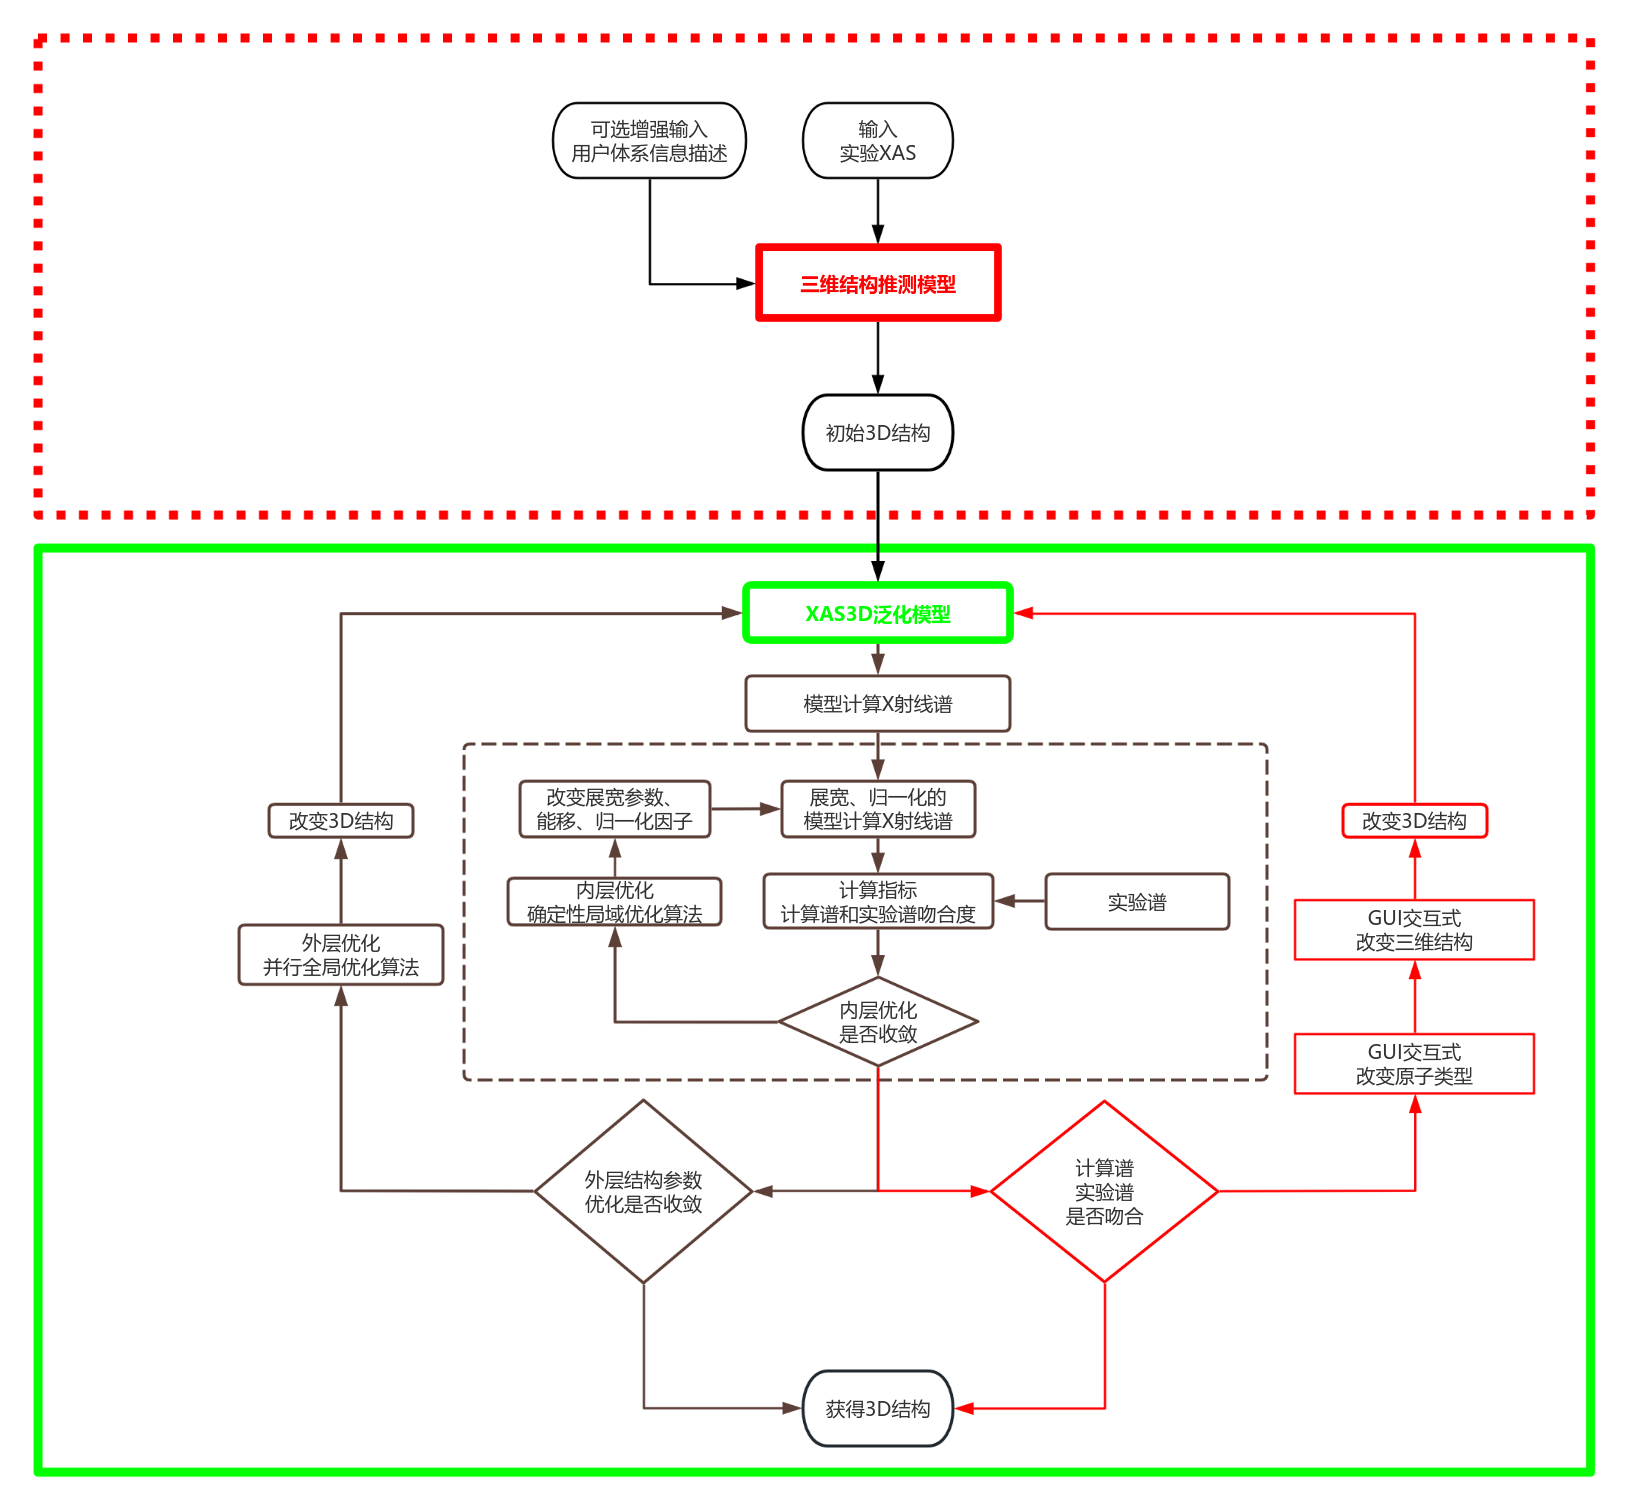 可选增强输入
用户体系信息描述
输入
实验XAS
三维结构推测模型
初始3D结构
XAS3D泛化模型
模型计算X射线谱
改变展宽参数、
能移、归一化因子
展宽、归一化的
模型计算X射线谱
改变3D结构
改变3D结构
内层优化
确定性局域优化算法
计算指标
计算谱和实验谱吻合度
实验谱
外层优化
并行全局优化算法
GUI交互式
改变三维结构
内层优化
是否收敛
GUI交互式
改变原子类型
外层结构参数
优化是否收敛
计算谱
实验谱
是否吻合
获得3D结构